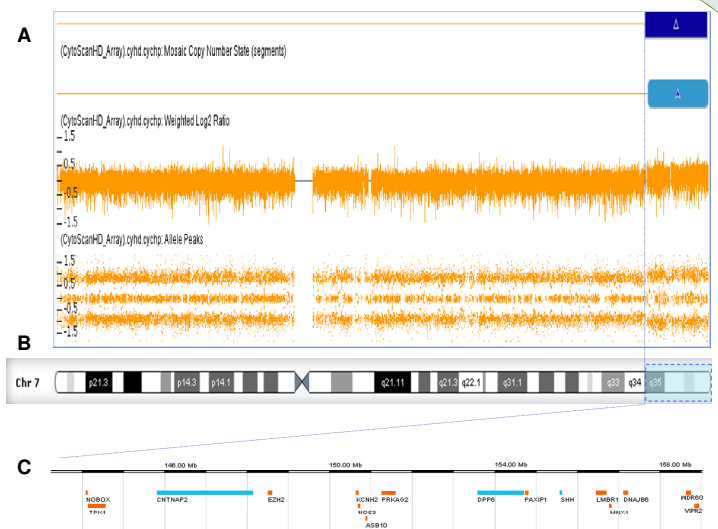 A
(CytoScanHD_Array).cyhd.cychp: Mosaic Copy Number State (segments)
(CytoScanHD_Array).cyhd.cychp: Weighted Log2 Ratio
1.5
0.5
-0.5
-1.5
(CytoScanHD_Array).cyhd.cychp: Allele Peaks
1.5
0.5
-0.5
-1.5
B
Chr 7 p21.3 p14.3 p14.1 q21.11 q21.3 q22.1 q31.1 q33 q34 q35
C
146.00 Mb 150.00 Mb 154.00 Mb 158.00 Mb
NOBOX CNTNAP2 EZH2 KCNH2 PRKAG2 DPP6 PAXIP1 SHH LMBR1 DNAJB6 WDR60
TPK1 NOS3 MNX1 VIPR2
ASB10